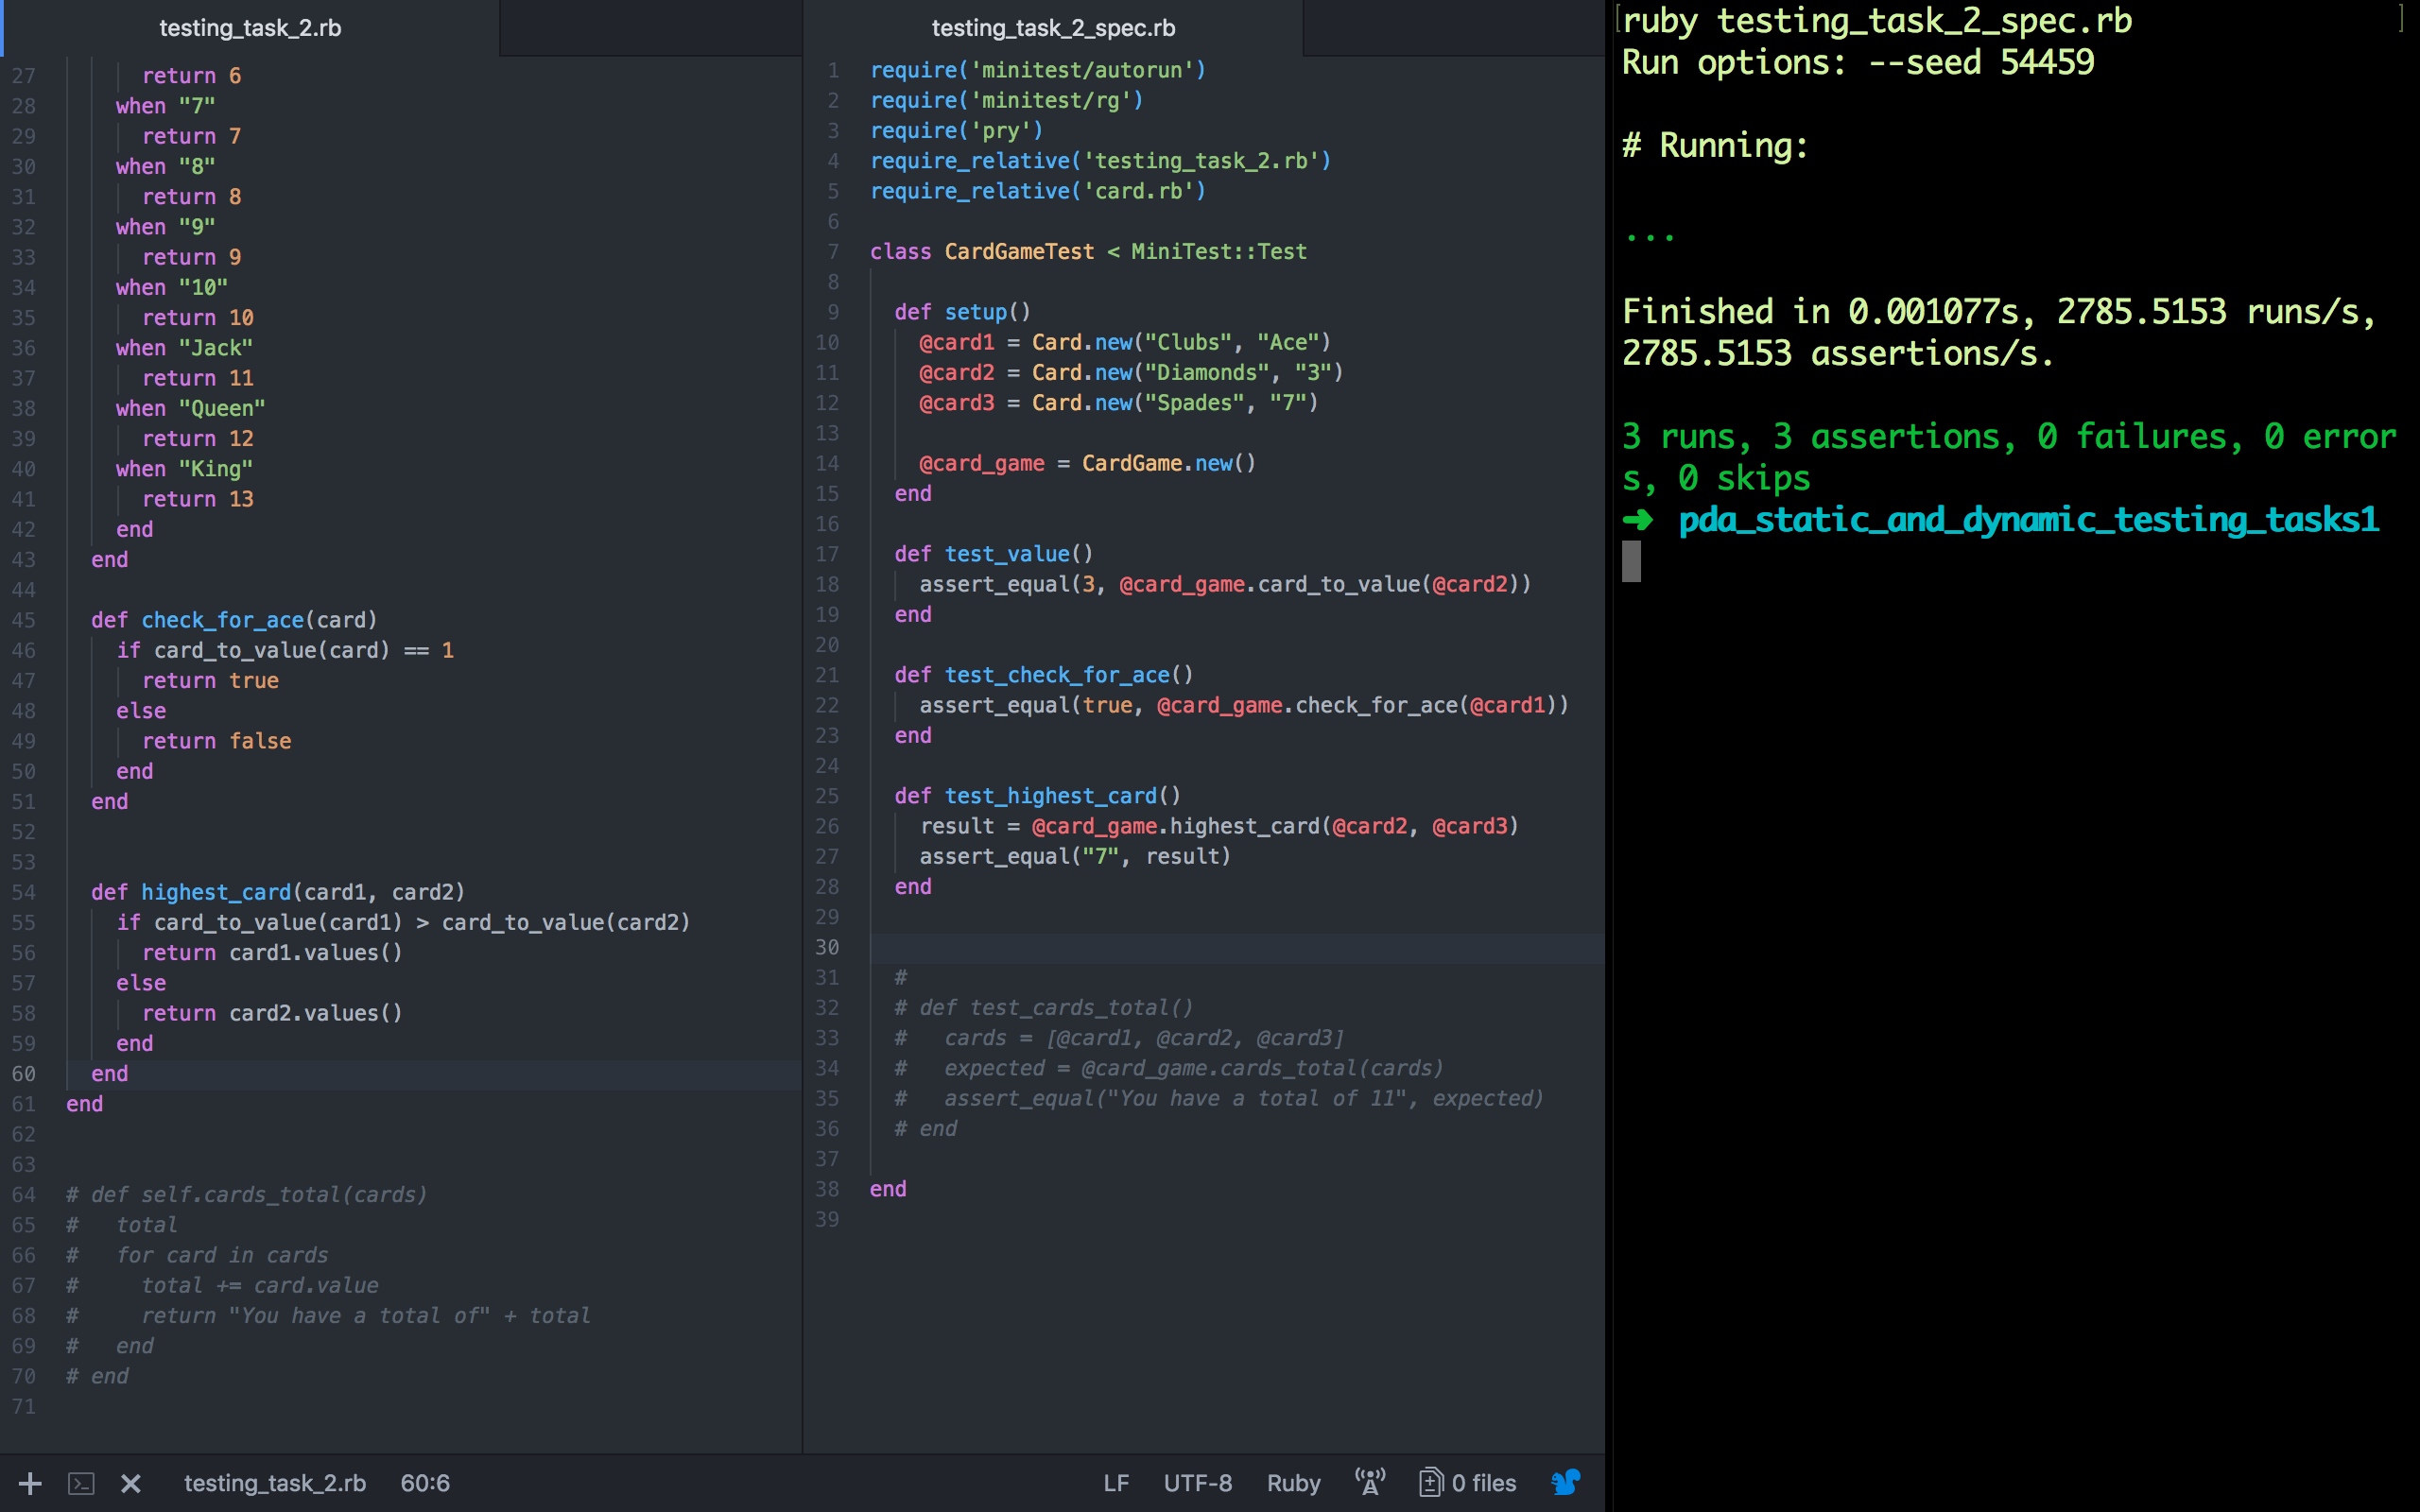 testing_task_2.rb
27 return 6
28 when "7"
29 return 7
30 when "8"
31 return 8
32 when "9"
33 return 9
34 when "10"
35 return 10
36 when "Jack"
37 return 11
38 when "Queen"
39 return 12
40 when "King"
41 return 13
42 end
43 end
44
45 def check_for_ace(card)
46 if card_to_value(card) == 1
47 return true
48 else
49 return false
50 end
51 end
52
53
54 def highest_card(card1, card2)
55 if card_to_value(card1) > card_to_value(card2)
56 return card1.values()
57 else
58 return card2.values()
59 end
60 end
61 end
62
63
64 # def self.cards_total(cards)
65 #   total
66 #   for card in cards
67 #     total += card.value
68 #     return "You have a total of" + total
69 #   end
70 # end
71
testing_task_2_spec.rb
1 require('minitest/autorun')
2 require('minitest/rg')
3 require('pry')
4 require_relative('testing_task_2.rb')
5 require_relative('card.rb')
6
7 class CardGameTest < MiniTest::Test
8
9 def setup()
10 @card1 = Card.new("Clubs", "Ace")
11 @card2 = Card.new("Diamonds", "3")
12 @card3 = Card.new("Spades", "7")
13
14 @card_game = CardGame.new()
15 end
16
17 def test_value()
18 assert_equal(3, @card_game.card_to_value(@card2))
19 end
20
21 def test_check_for_ace()
22 assert_equal(true, @card_game.check_for_ace(@card1))
23 end
24
25 def test_highest_card()
26 result = @card_game.highest_card(@card2, @card3)
27 assert_equal("7", result)
28 end
29
30
31 #
32 # def test_cards_total()
33 #   cards = [@card1, @card2, @card3]
34 #   expected = @card_game.cards_total(cards)
35 #   assert_equal("You have a total of 11", expected)
36 # end
37
38 end
39
[ruby testing_task_2_spec.rb ]
Run options: --seed 54459
# Running:
...
Finished in 0.001077s, 2785.5153 runs/s,
2785.5153 assertions/s.
3 runs, 3 assertions, 0 failures, 0 error
s, 0 skips
➜ pda_static_and_dynamic_testing_tasks1
testing_task_2.rb 60:6
LF UTF-8 Ruby 0 files